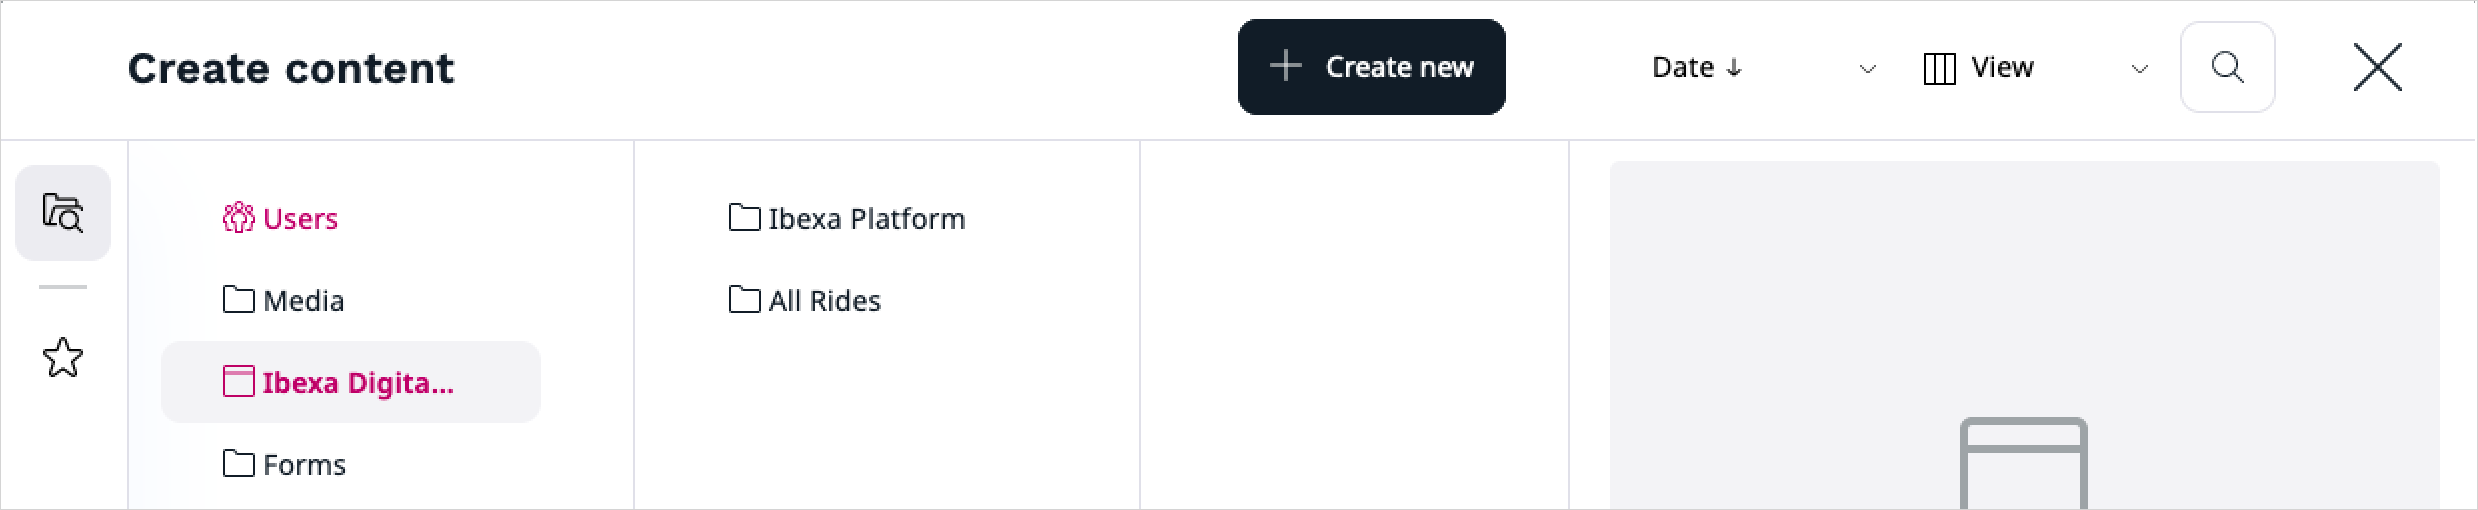 Create content
Create new
Date ↓
View
Users
Media
Ibexa Digita...
Forms
Ibexa Platform
All Rides